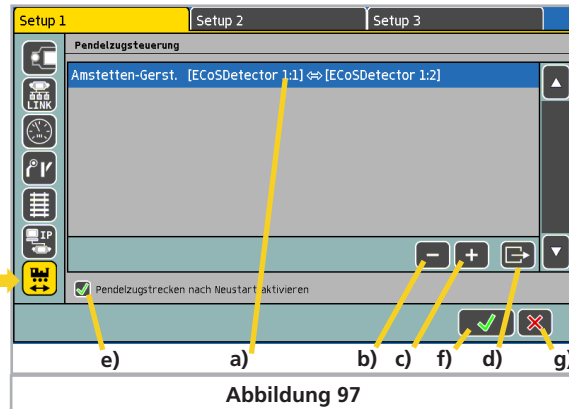 Setup 1 Setup 2 Setup 3
Pendelzugsteuerung
Amstetten-Gerst. [ECoSDetector 1:1] ⇔ [ECoSDetector 1:2]
LINK
IP
Pendelzugstrecken nach Neustart aktivieren
e) a) b) c) f) d) g)
Abbildung 97